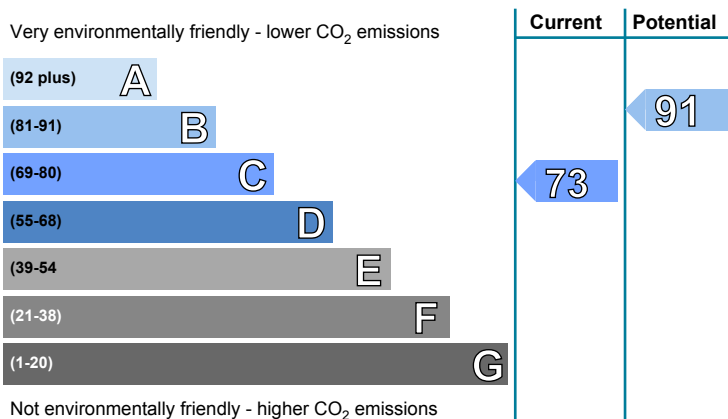 Current Potential
Very environmentally friendly - lower CO₂ emissions
(92 plus) A
(81-91) B
91
(69-80) C
73
(55-68) D
(39-54 E
(21-38) F
(1-20) G
Not environmentally friendly - higher CO₂ emissions